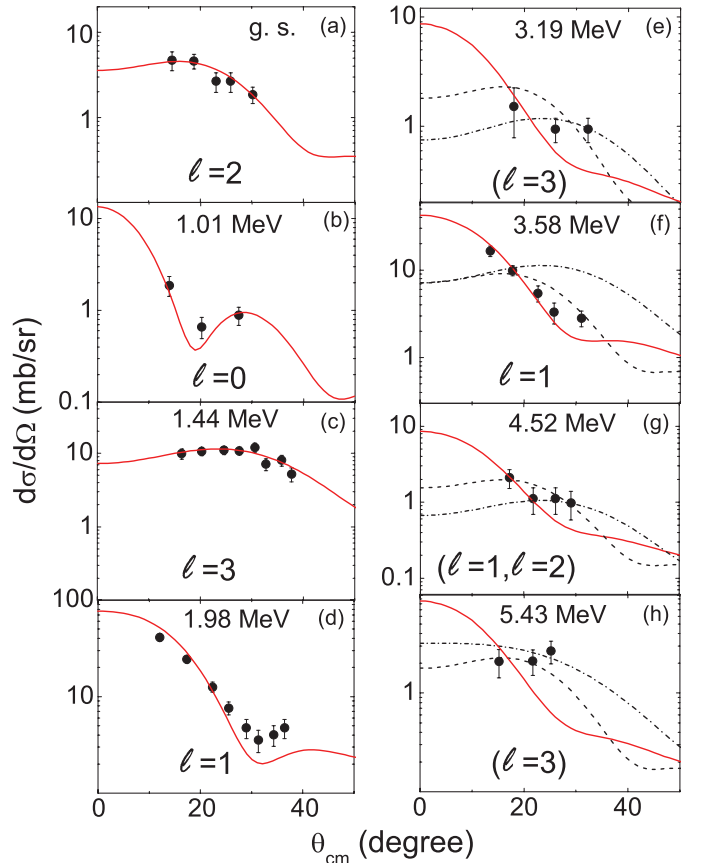 dσ/dΩ (mb/sr)
10
1
g. s.
(a)
ℓ=2
10
1
0.1
1.01 MeV
(b)
ℓ=0
10
1
1.44 MeV
(c)
ℓ=3
100
10
1.98 MeV
(d)
ℓ=1
0
20
40
10
1
3.19 MeV
(e)
(ℓ=3)
10
1
3.58 MeV
(f)
ℓ=1
10
1
0.1
4.52 MeV
(g)
(ℓ=1,ℓ=2)
1
5.43 MeV
(h)
(ℓ=3)
0
20
40
θcm (degree)